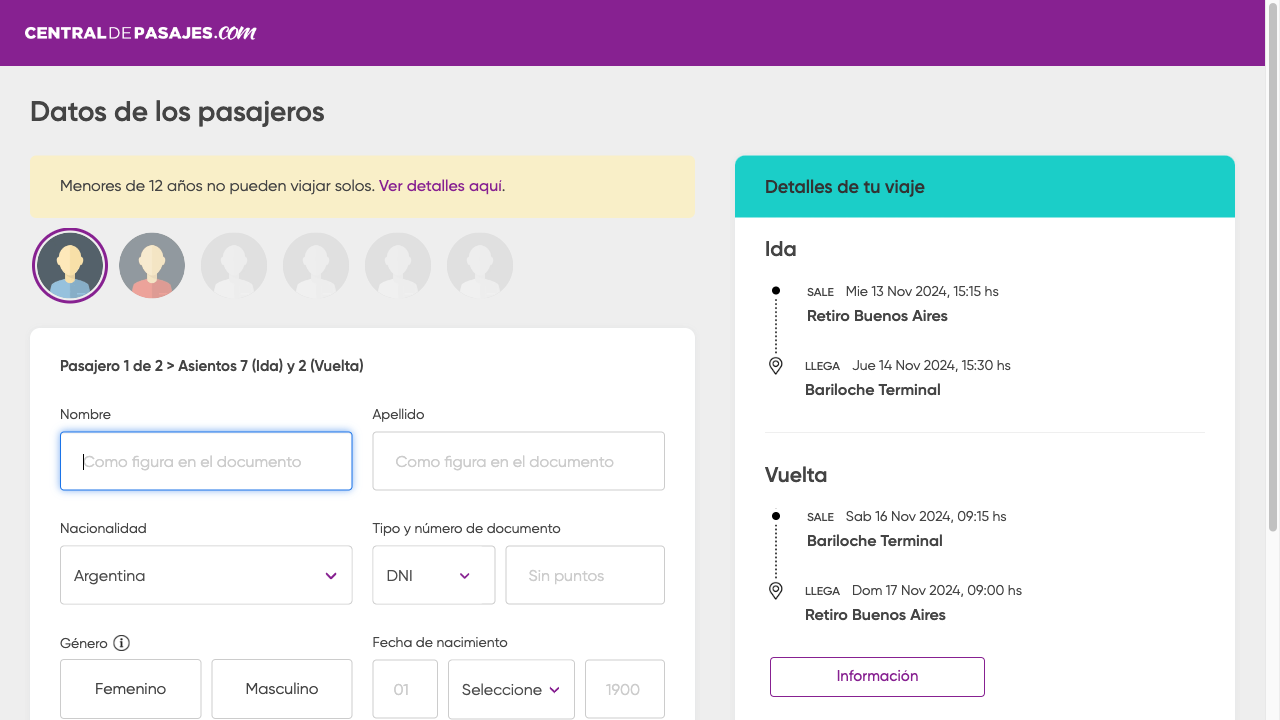 CENTRALDEPASAJES.com
Datos de los pasajeros
Menores de 12 años no pueden viajar solos. Ver detalles aquí.
Pasajero 1 de 2 > Asientos 7 (Ida) y 2 (Vuelta)
Nombre
Como figura en el documento
Apellido
Como figura en el documento
Nacionalidad
Argentina
Tipo y número de documento
DNI
Sin puntos
Género
Femenino
Masculino
Fecha de nacimiento
01
Seleccione
1900
Detalles de tu viaje
Ida
SALE Mie 13 Nov 2024, 15:15 hs
Retiro Buenos Aires
LLEGA Jue 14 Nov 2024, 15:30 hs
Bariloche Terminal
Vuelta
SALE Sab 16 Nov 2024, 09:15 hs
Bariloche Terminal
LLEGA Dom 17 Nov 2024, 09:00 hs
Retiro Buenos Aires
Información